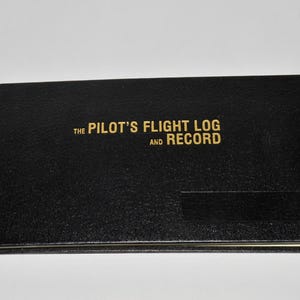 THE PILOT'S FLIGHT LOG
AND RECORD